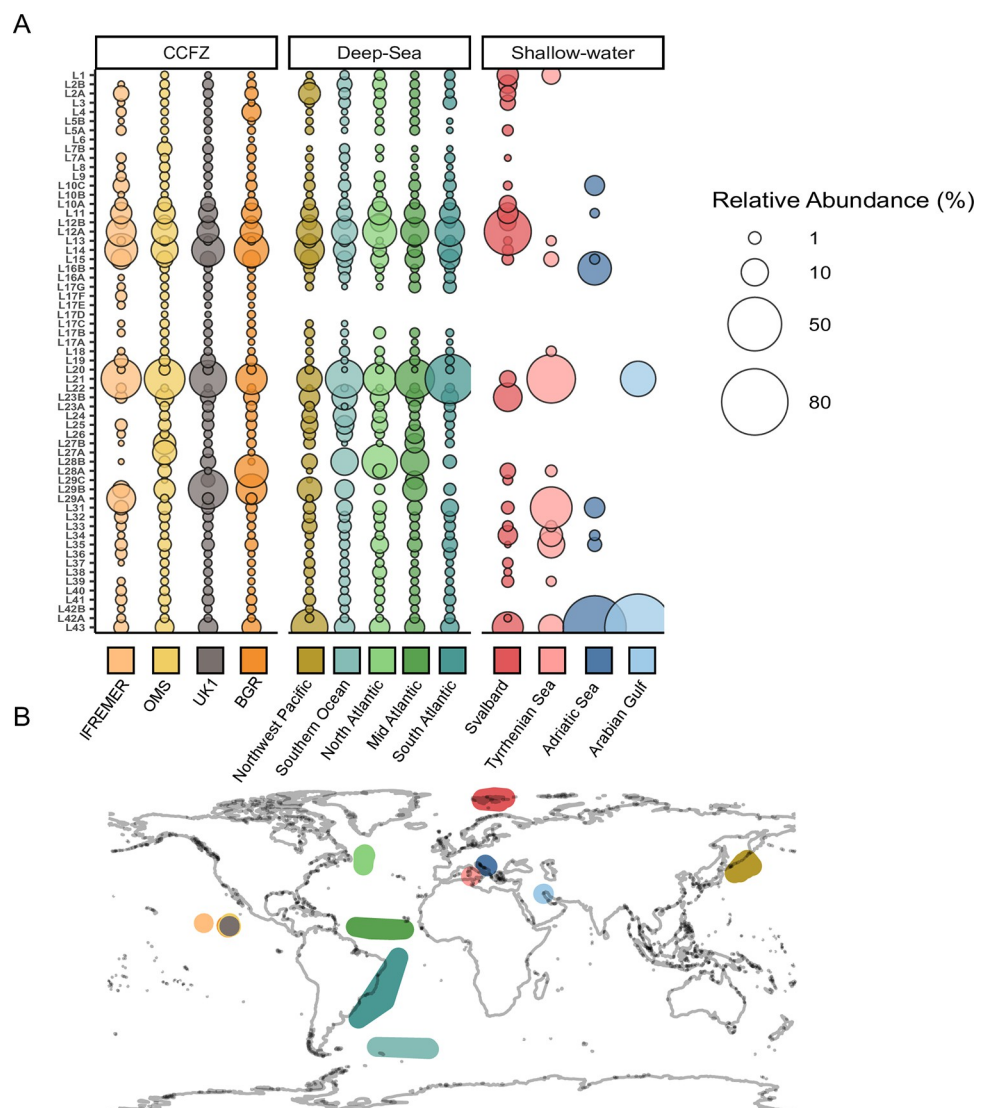 A
CCFZ Deep-Sea Shallow-water
L1
L2B
L2A
L3
L4
L5B
L5A
L6
L7B
L7A
L8
L9
L10C
L10B
L10A
L11
L12B
L12A
L13
L14
L15
L16B
L16A
L17G
L17F
L17E
L17D
L17C
L17B
L17A
L18
L19
L20
L21
L22
L23B
L23A
L24
L25
L26
L27B
L27A
L28B
L28A
L29C
L29B
L29A
L31
L32
L33
L34
L35
L36
L37
L38
L39
L40
L41
L42B
L42A
L43
Relative Abundance (%)
1
10
50
80
IFREMER
OMS
UK1
BGR
Northwest Pacific
Southern Ocean
North Atlantic
Mid Atlantic
South Atlantic
Svalbard
Tyrrhenian Sea
Adriatic Sea
Arabian Gulf
B